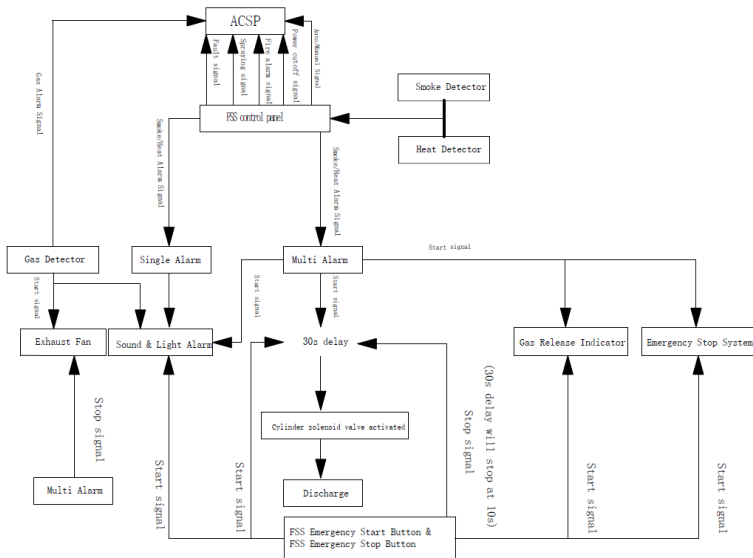 ACSP
Fault signal
Spraying signal
Fire alarm signal
Power cutoff signal
Auto/Manual Signal
Gas Alarm Signal
Smoke Detector
FSS control panel
Heat Detector
Smoke/Heat Alarm Signal
Smoke/Heat Alarm Signal
Gas Detector
Single Alarm
Multi Alarm
Start signal
Start signal
Start signal
Start signal
Exhaust Fan
Sound & Light Alarm
30s delay
Gas Release Indicator
Emergency Stop System
Stop signal
Cylinder solenoid valve activated
Stop signal
(30s delay will stop at 10s)
Multi Alarm
Start signal
Start signal
Discharge
Start signal
Start signal
FSS Emergency Start Button &
FSS Emergency Stop Button